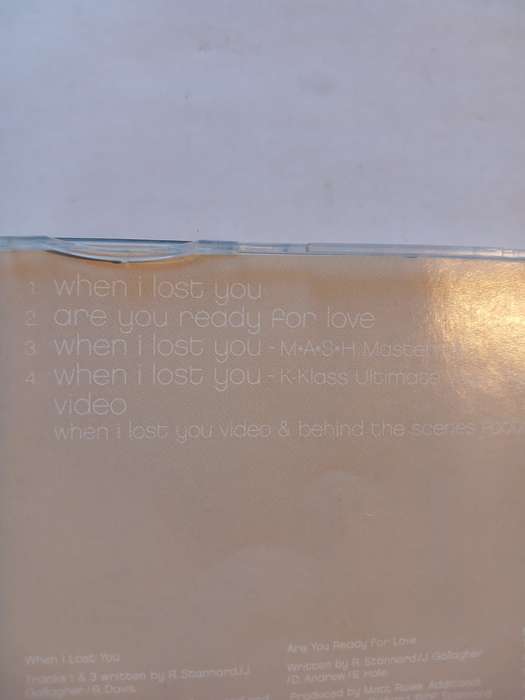 1. when i lost you
2. are you ready for love
3. when i lost you - M*A*S*H Master
4. when i lost you - K-Klass Ultimate
video
when i lost you video & behind the scenes
When I Lost You
Tracks 1 & 3 written by R. Stannard/J.
Gallagher/R. Davis.
Are You Ready For Love
Written by R. Stannard/J. Gallagher
/D. Andrew/E. Hole.
Produced by Matt Rowe. Additional